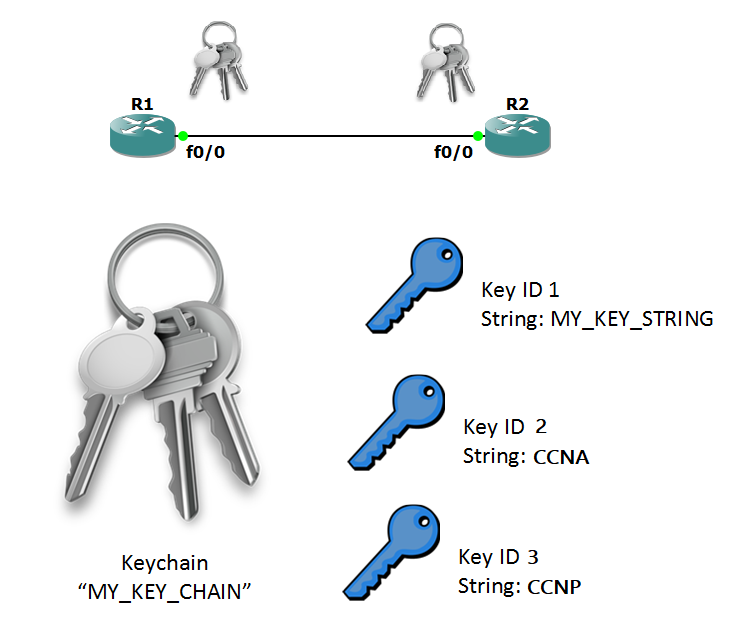 R1
R2
f0/0
f0/0
Key ID 1
String: MY_KEY_STRING
Key ID 2
String: CCNA
Key ID 3
String: CCNP
Keychain
“MY_KEY_CHAIN”